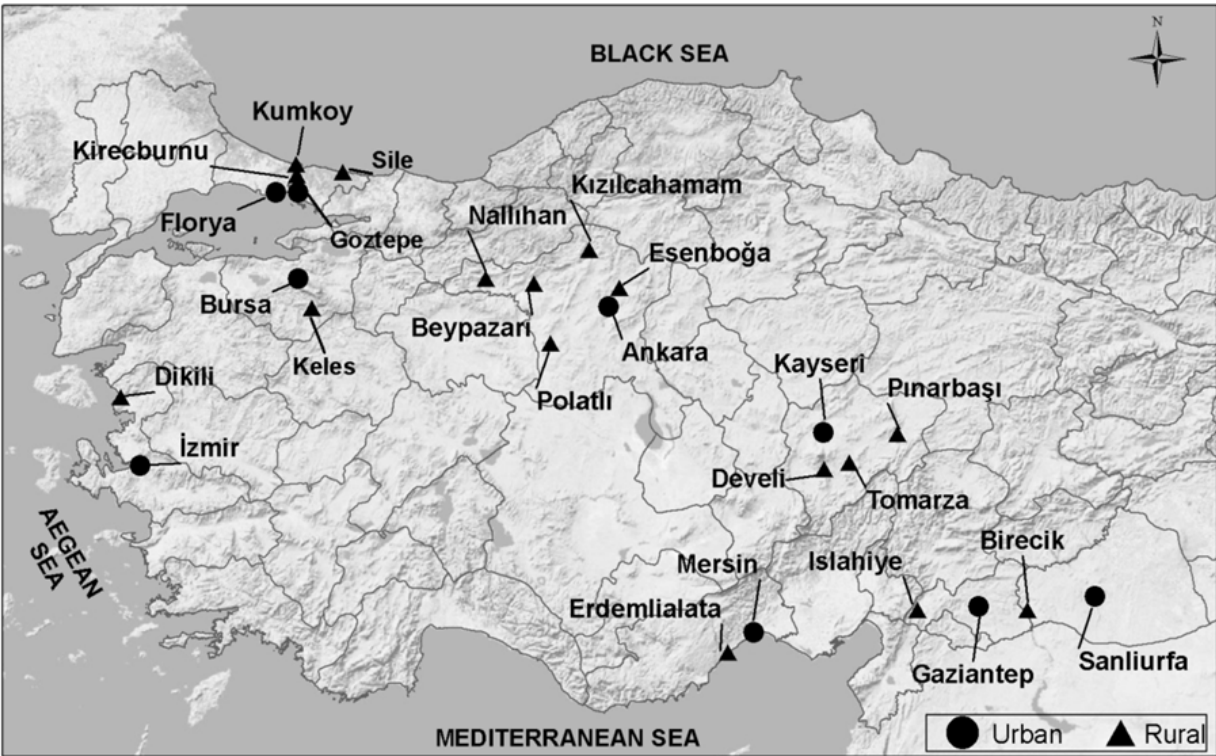 N
BLACK SEA
Kumkoy
Kirecburnu
Sile
Kızılcahamam
Nallıhan
Florya
Goztepe
Esenboğa
Bursa
Beypazarı
Ankara
Keles
Kayseri
Dikili
Pınarbaşı
Polatlı
İzmir
Develi
Tomarza
AEGEAN
SEA
Birecik
Mersin
Islahiye
Erdemlialata
Sanliurfa
Gaziantep
MEDITERRANEAN SEA
Urban
Rural